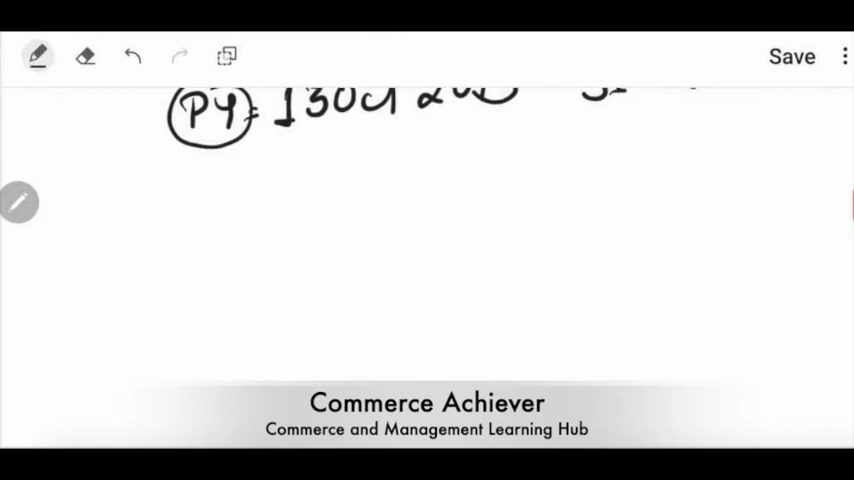 Save
PY =
Commerce Achiever
Commerce and Management Learning Hub